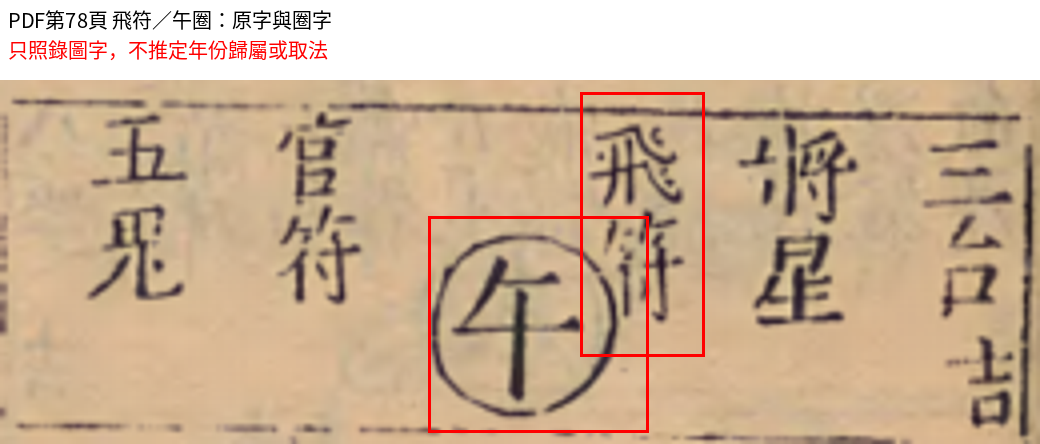 PDF第78頁 飛符／午圈：原字與圈字
只照錄圖字，不推定年份歸屬或取法
三台吉
將星
飛符
午
官符
五鬼